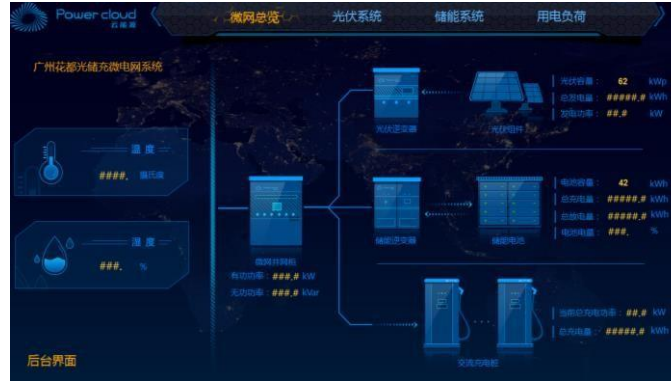 Power cloud
微网总览 光伏系统 储能系统 用电负荷
广州花都光储充微电网系统
温度
####. 摄氏度
湿度
###. %
微网并网柜
有功功率: ###.# kW
无功功率: ###.# kVar
光伏逆变器
光伏组件
光伏容量: 62 kWp
总发电量: #####.# kWh
发电功率: ##.# kW
储能逆变器
储能电池
电池容量: 42 kWh
总充电量: #####.# kWh
总放电量: #####.# kWh
电池电量: ###. %
交流充电桩
当前总充电功率: ##.# kW
总充电量: #####.# kWh
后台界面